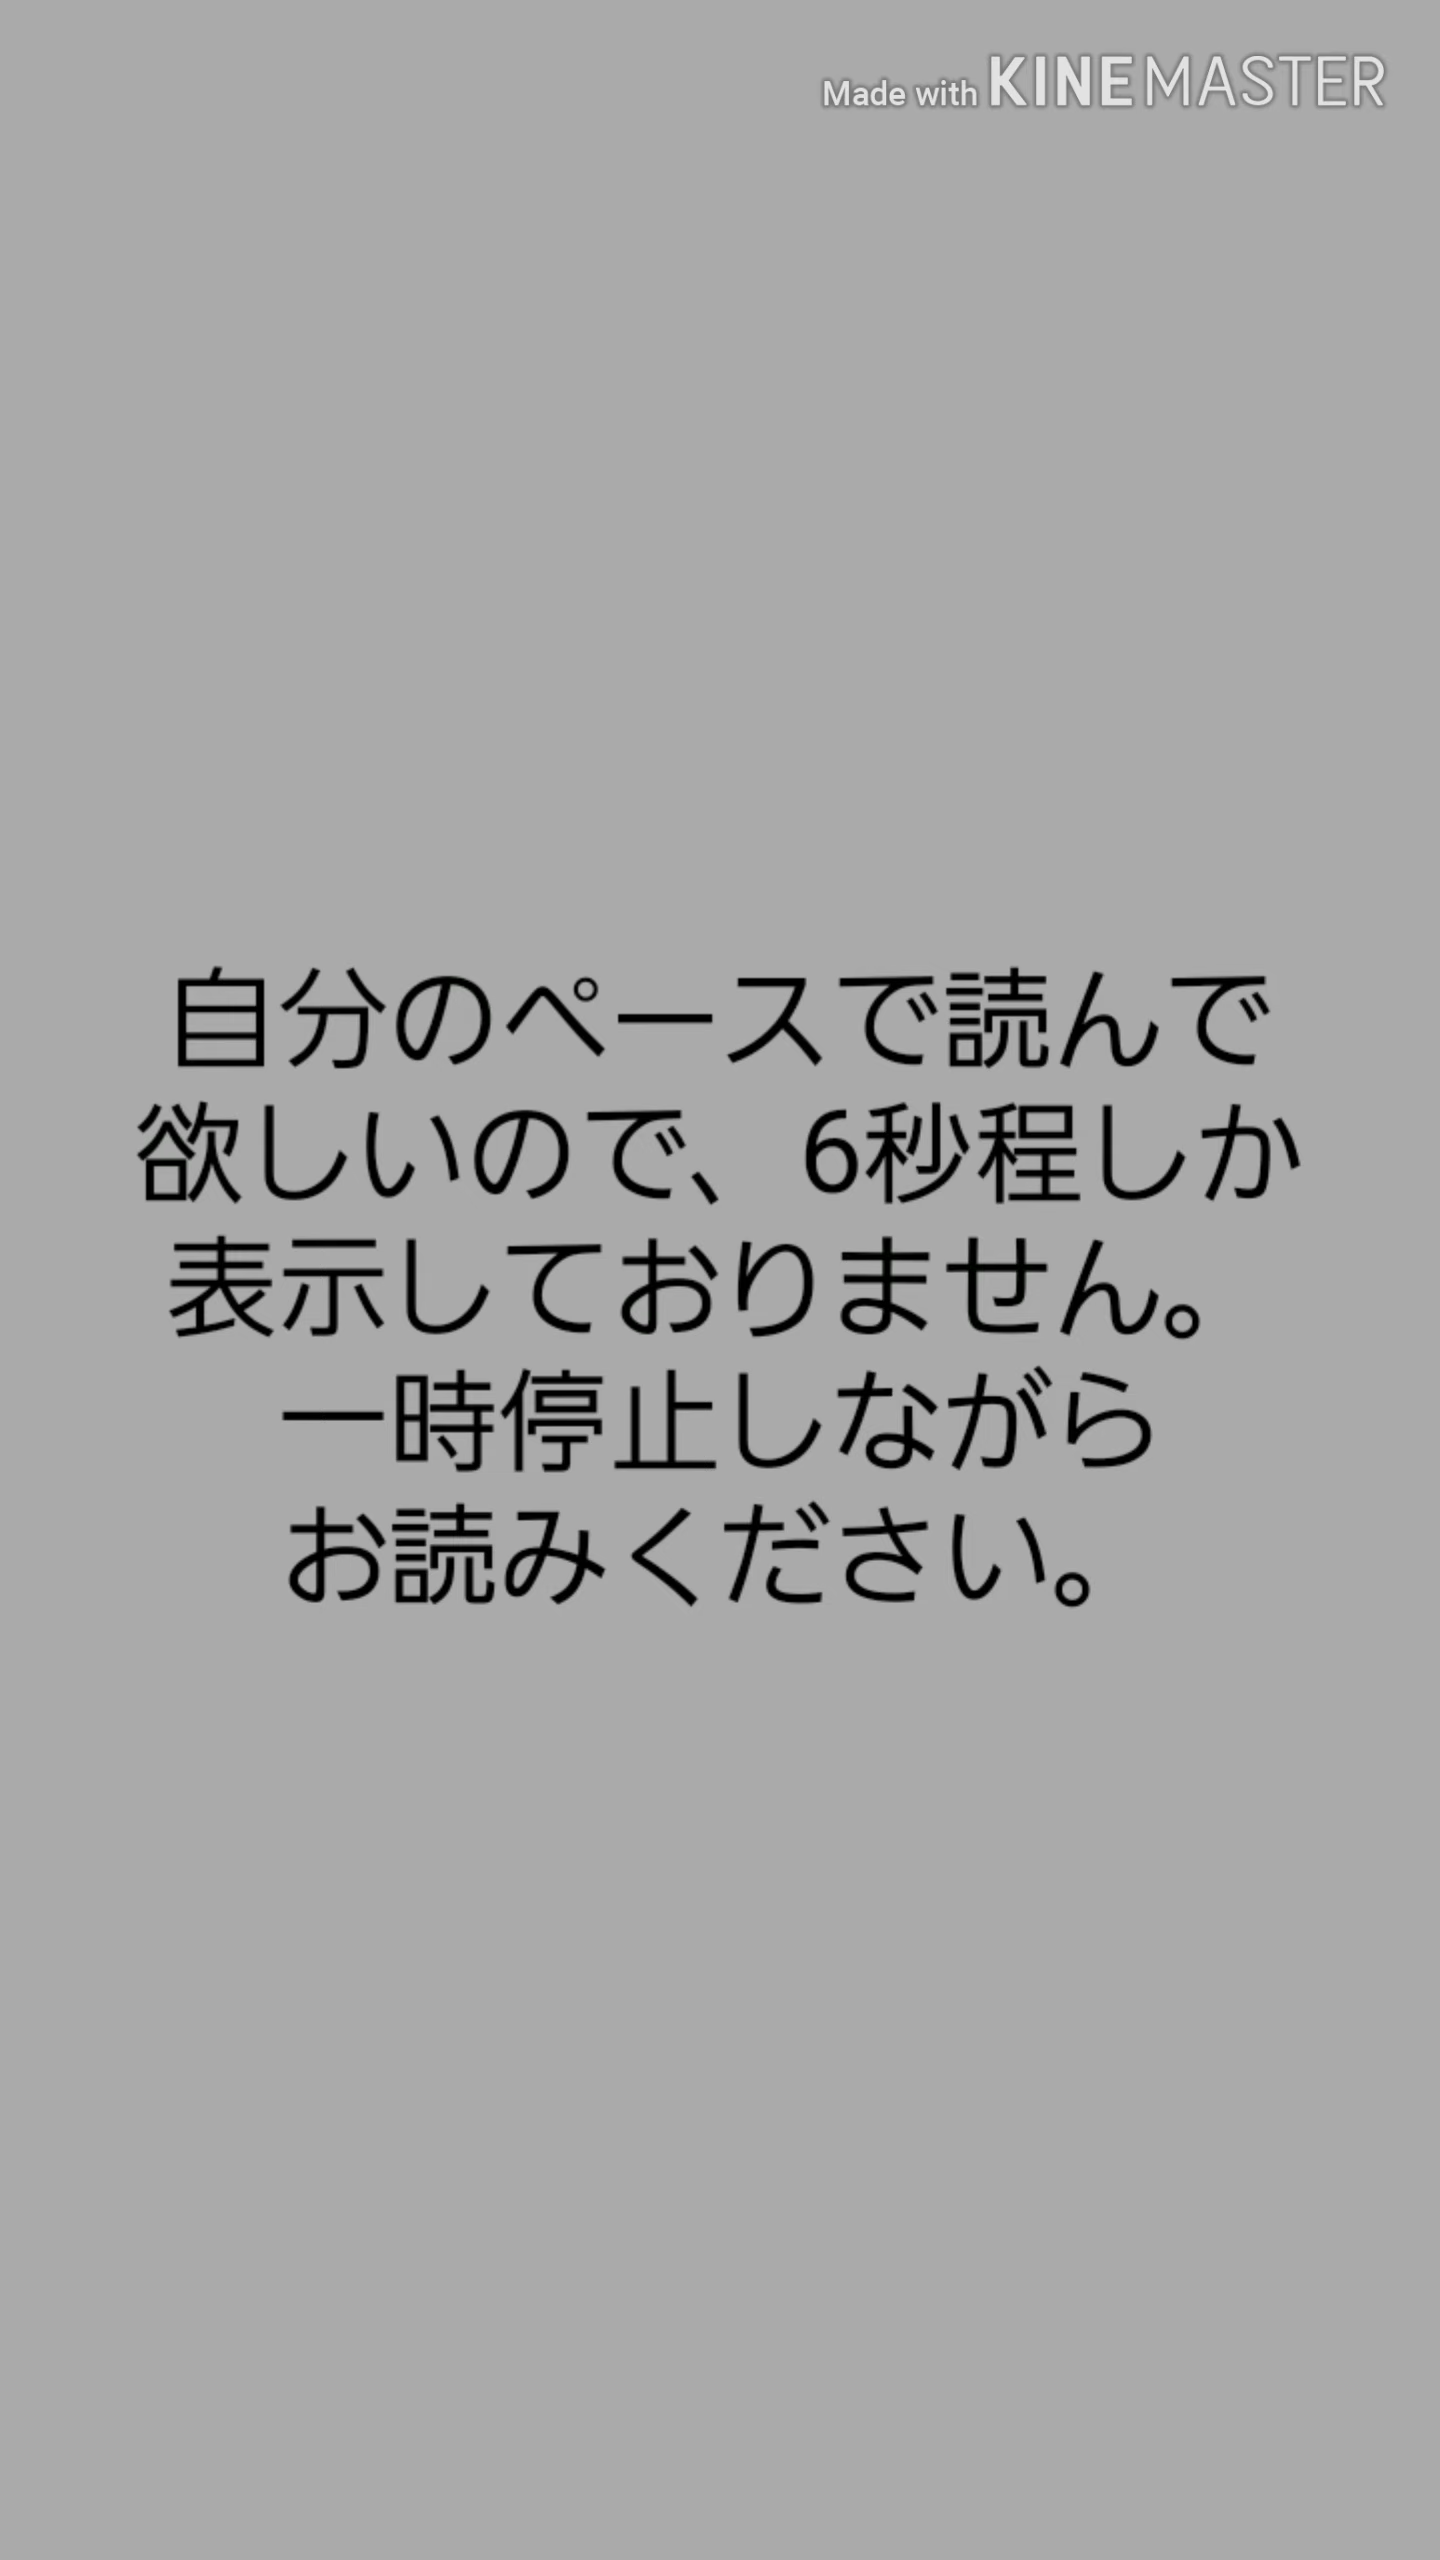 Made with KINEMASTER
自分のペースで読んで
欲しいので、6秒程しか
表示しておりません。
一時停止しながら
お読みください。